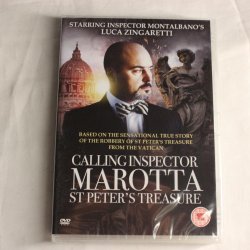 STARRING INSPECTOR MONTALBANO'S
LUCA ZINGARETTI
BASED ON THE SENSATIONAL TRUE STORY
OF THE ROBBERY OF ST PETER'S TREASURE
FROM THE VATICAN
CALLING INSPECTOR
MAROTTA
ST PETER'S TREASURE
DVD